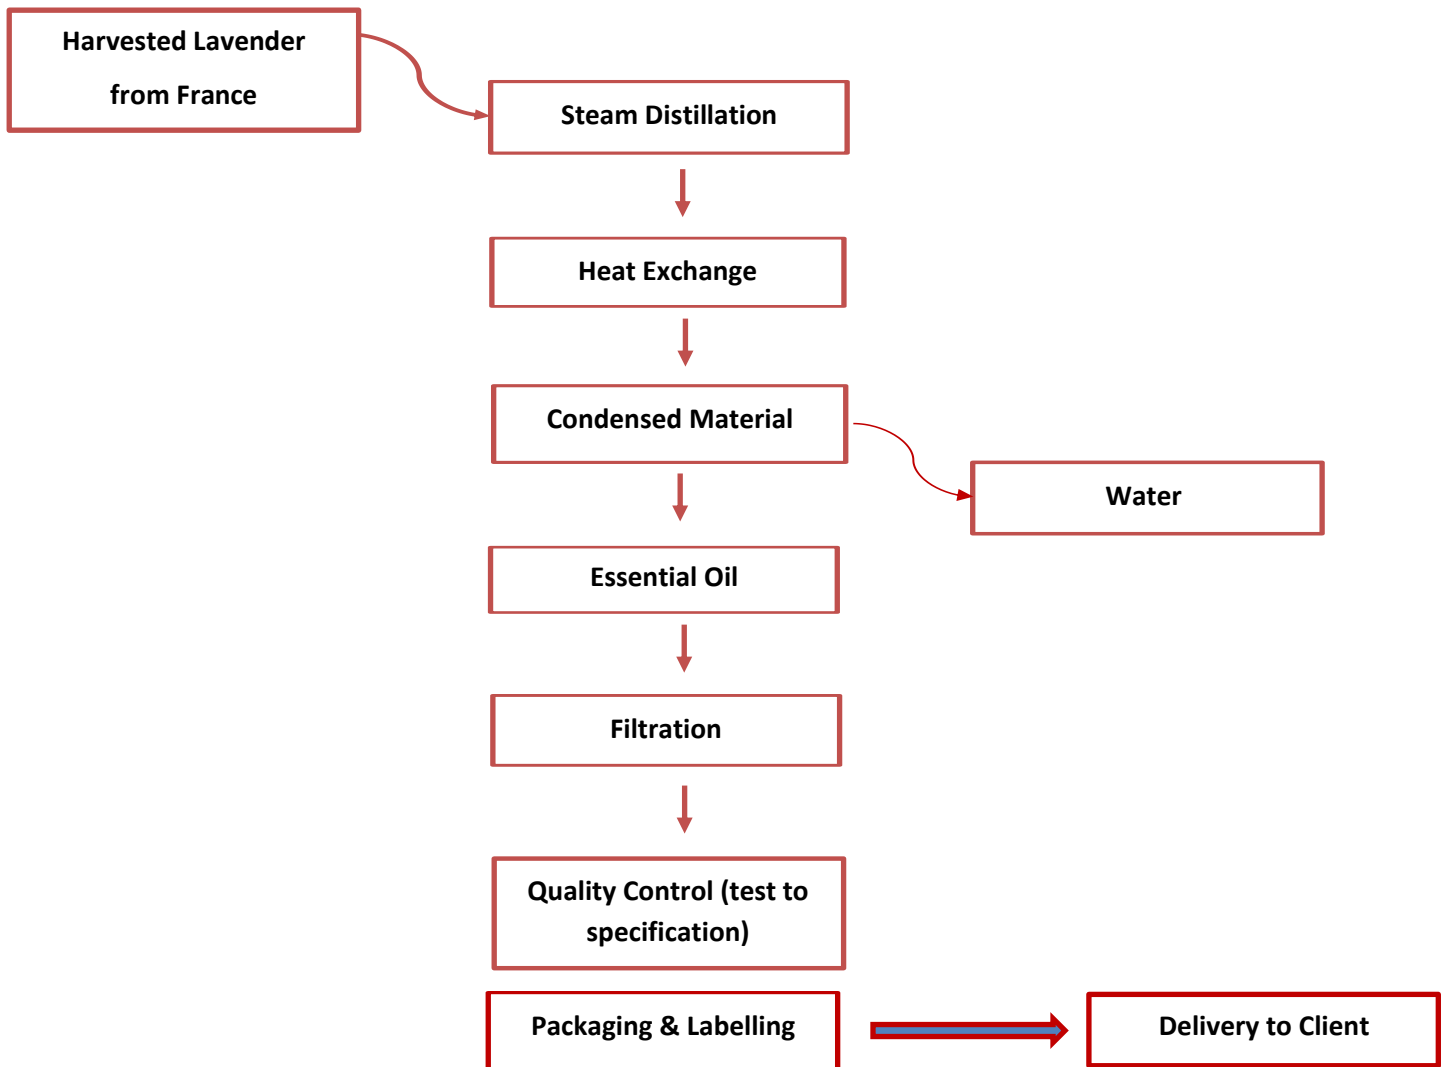 Harvested Lavender
from France
Steam Distillation
Heat Exchange
Condensed Material
Water
Essential Oil
Filtration
Quality Control (test to
specification)
Packaging & Labelling
Delivery to Client